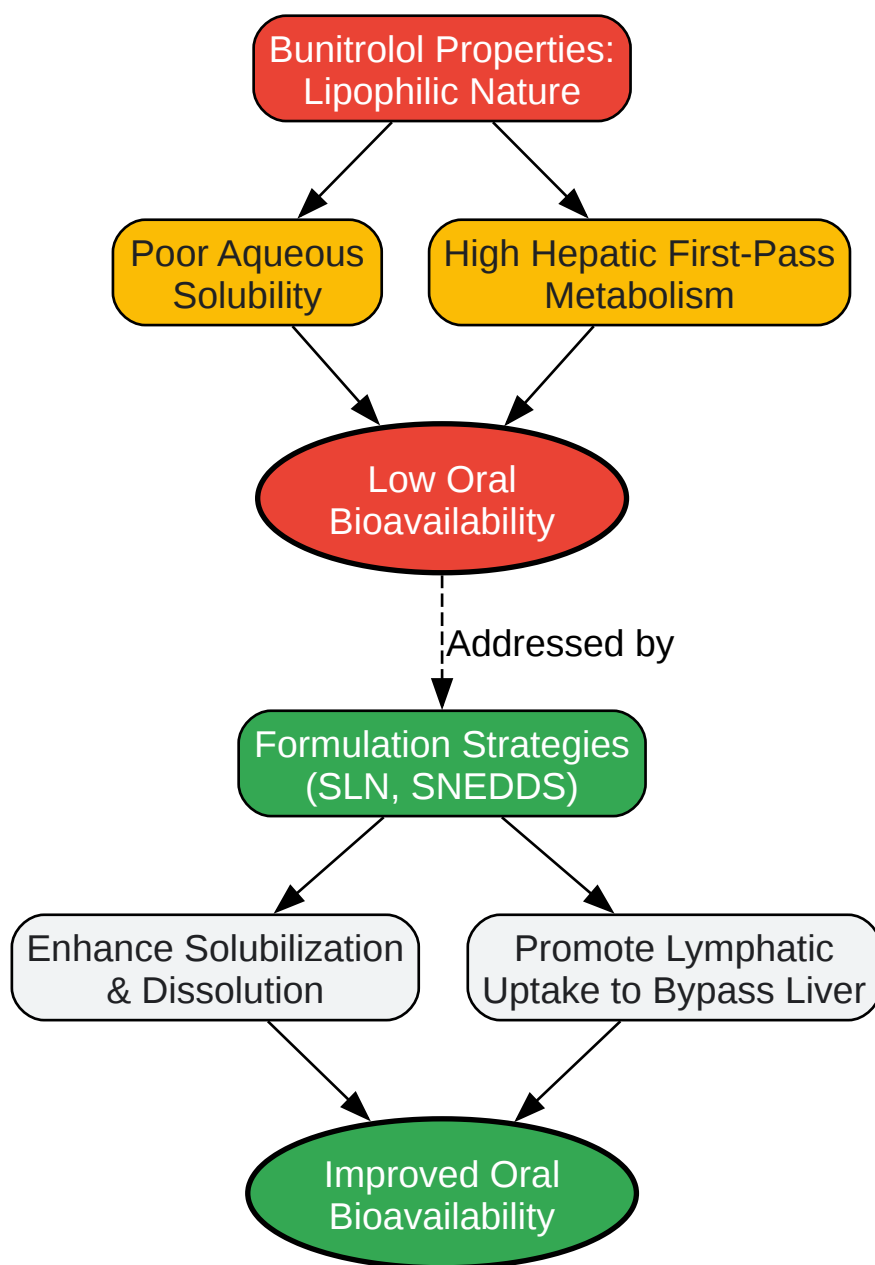 Bunitrolol Properties:
Lipophilic Nature
Poor Aqueous
Solubility
High Hepatic First-Pass
Metabolism
Low Oral
Bioavailability
Addressed by
Formulation Strategies
(SLN, SNEDDS)
Enhance Solubilization
& Dissolution
Promote Lymphatic
Uptake to Bypass Liver
Improved Oral
Bioavailability